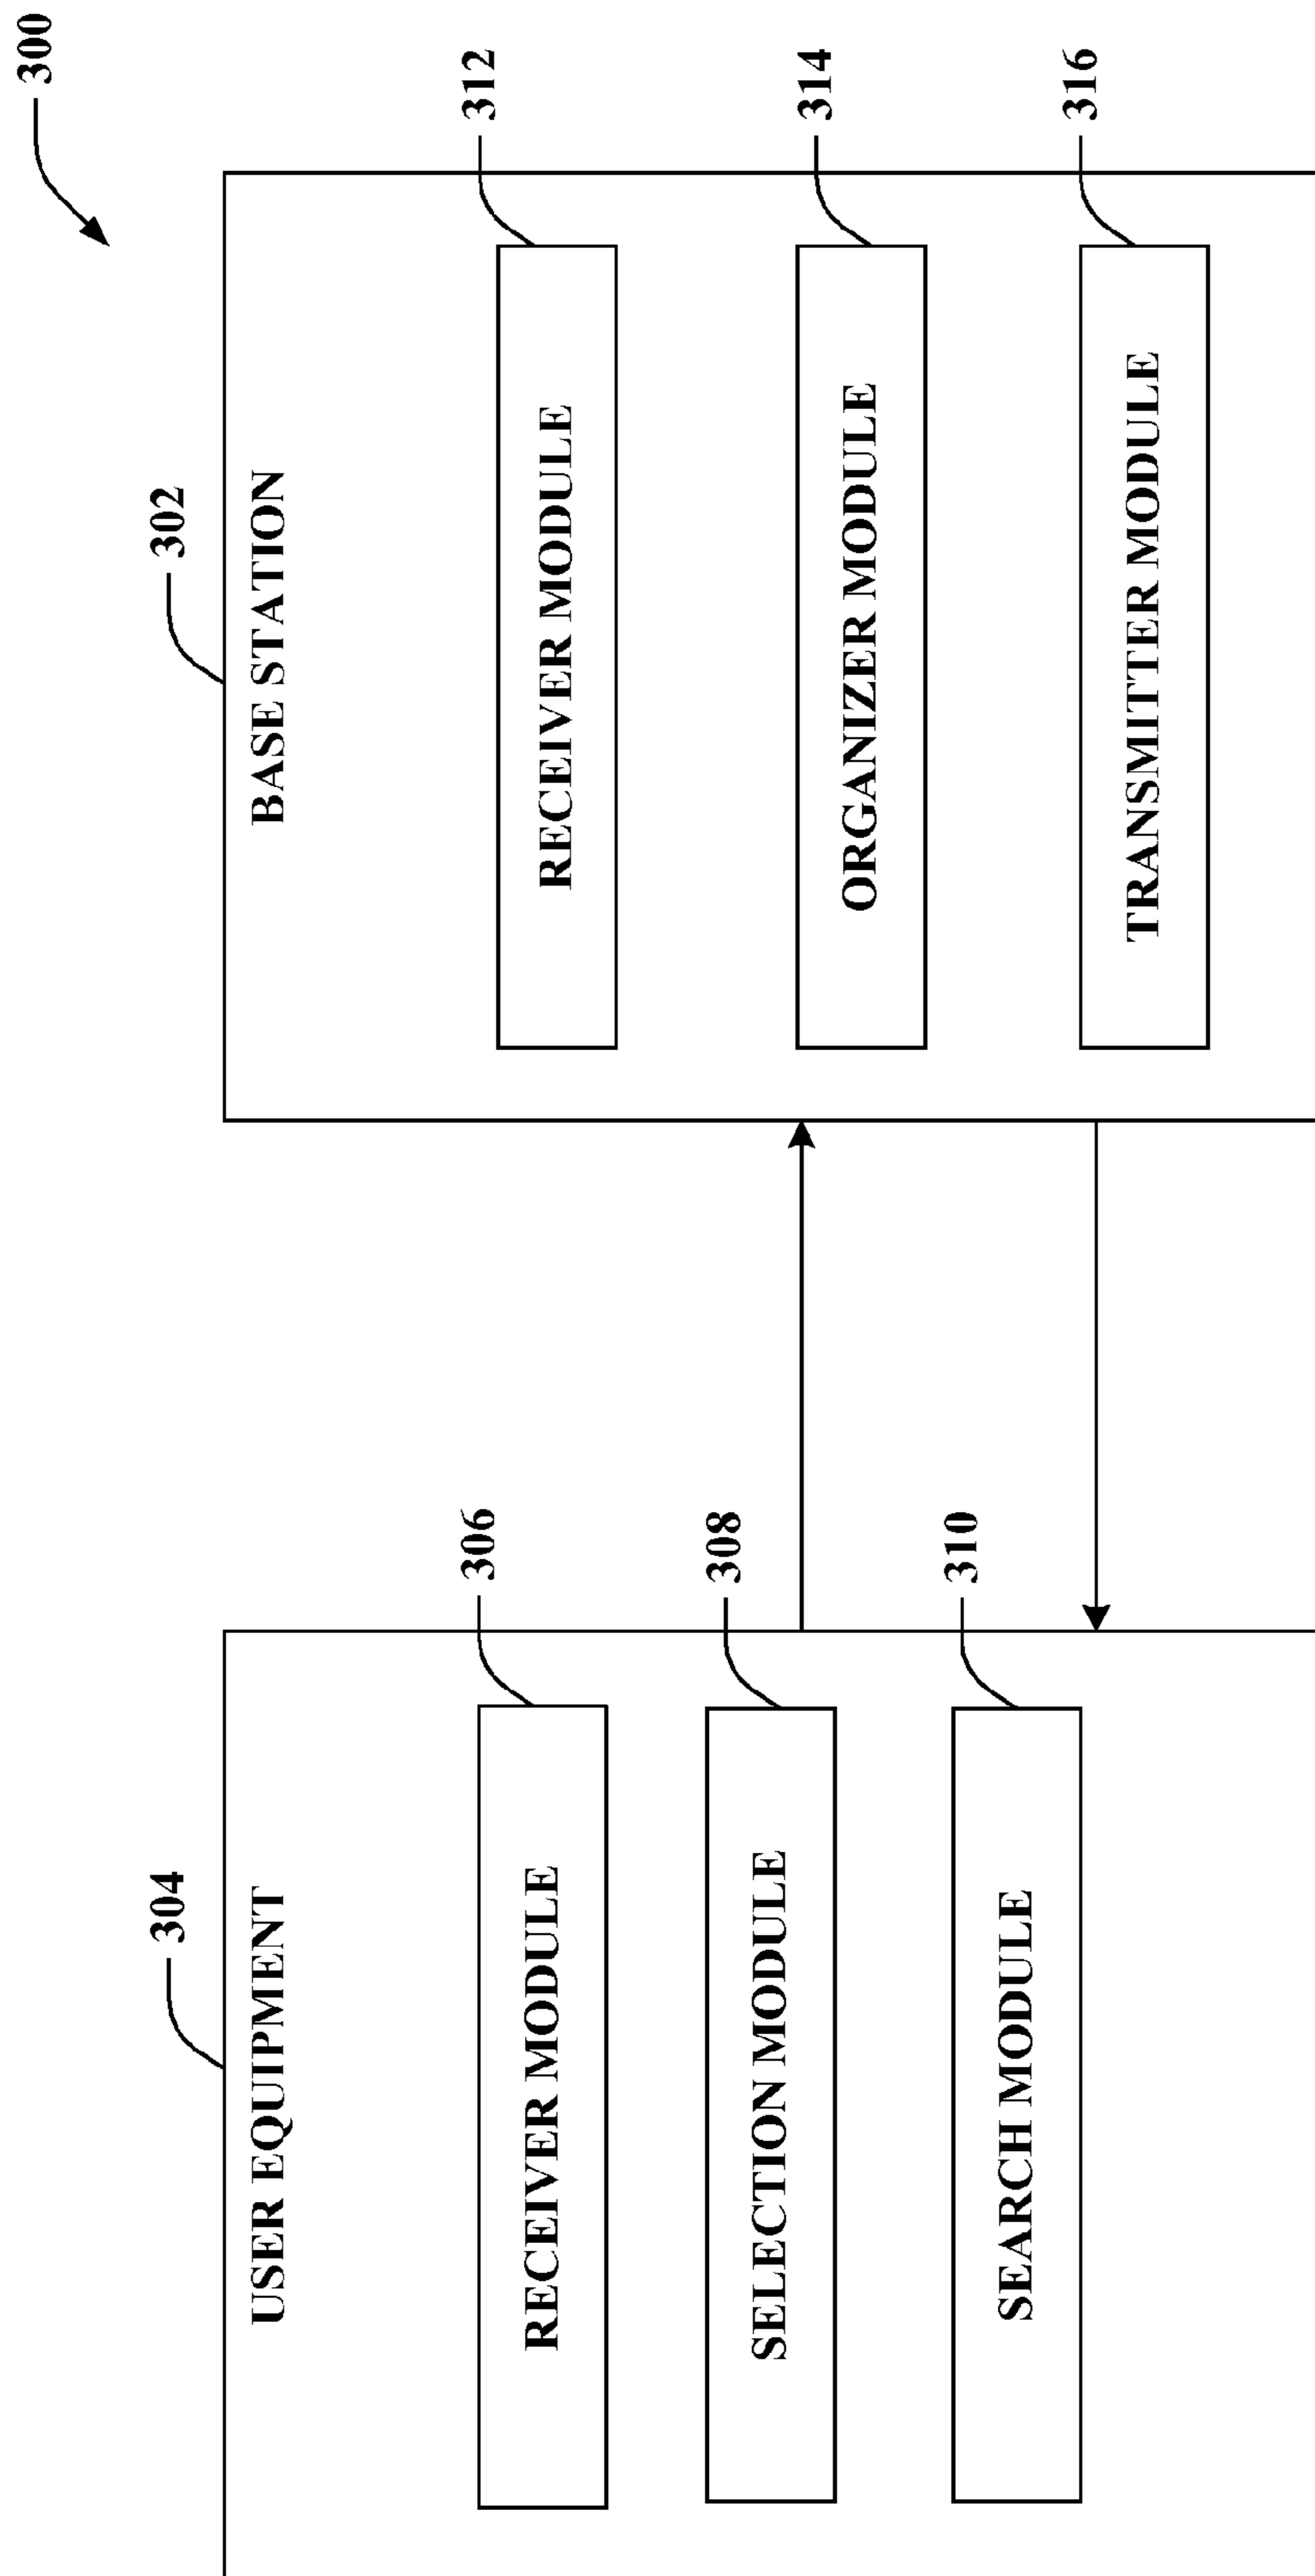 300
304
USER EQUIPMENT
306
RECEIVER MODULE
308
SELECTION MODULE
310
SEARCH MODULE
302
BASE STATION
312
RECEIVER MODULE
314
ORGANIZER MODULE
316
TRANSMITTER MODULE